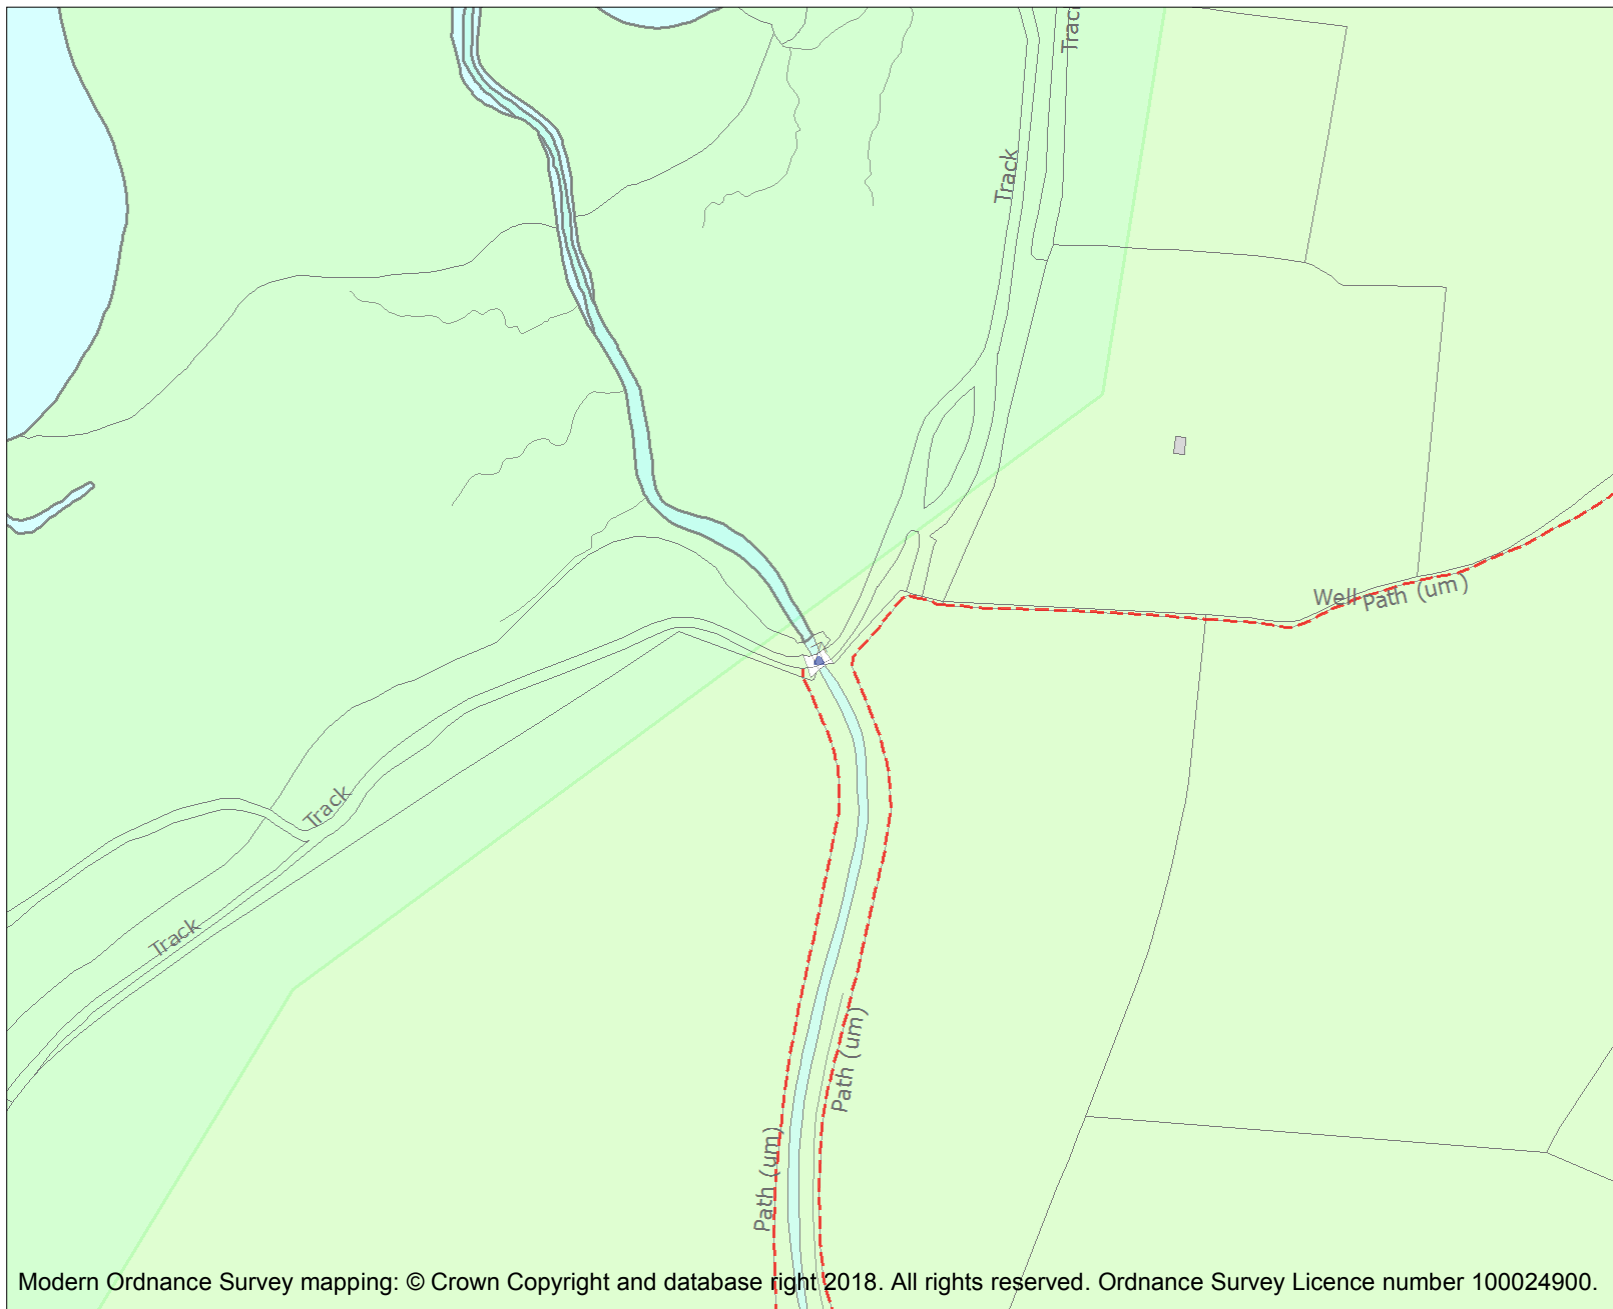 Track
Track
Well
Path (um)
Track
Track
Path (um)
Path (um)
Modern Ordnance Survey mapping: © Crown Copyright and database right 2018. All rights reserved. Ordnance Survey Licence number 100024900.